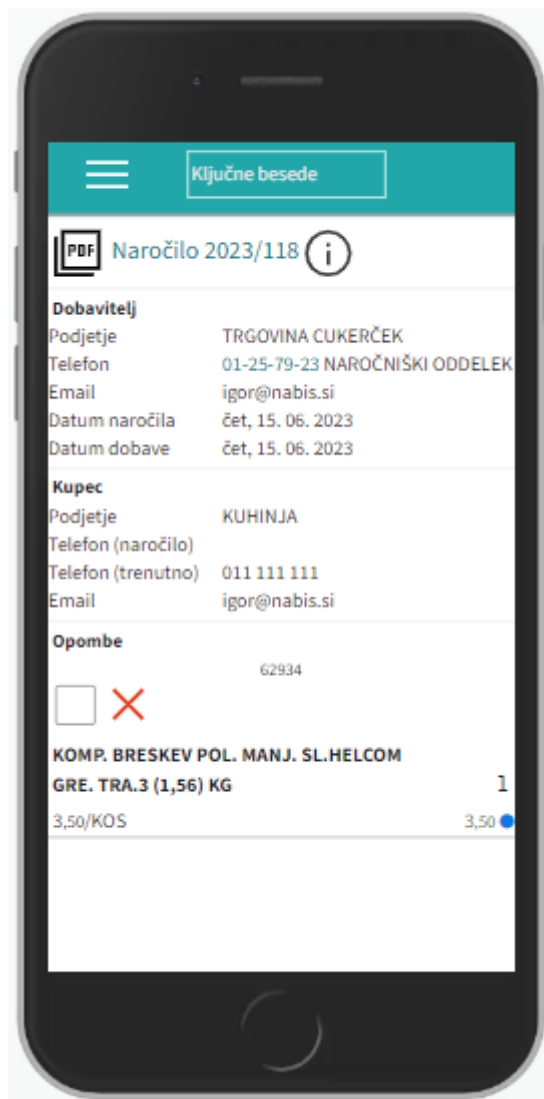 Ključne besede
PDF Naročilo 2023/118 i
Dobavitelj
Podjetje TRGOVINA CUKERČEK
Telefon 01-25-79-23 NAROČNIŠKI ODDELEK
Email igor@nabis.si
Datum naročila čet, 15. 06. 2023
Datum dobave čet, 15. 06. 2023
Kupec
Podjetje KUHINJA
Telefon (naročilo)
Telefon (trenutno) 011 111 111
Email igor@nabis.si
Opombe
62934
KOMP. BRESKEV POL. MANJ. SL.HELCOM
GRE. TRA.3 (1,56) KG 1
3,50/KOS 3,50